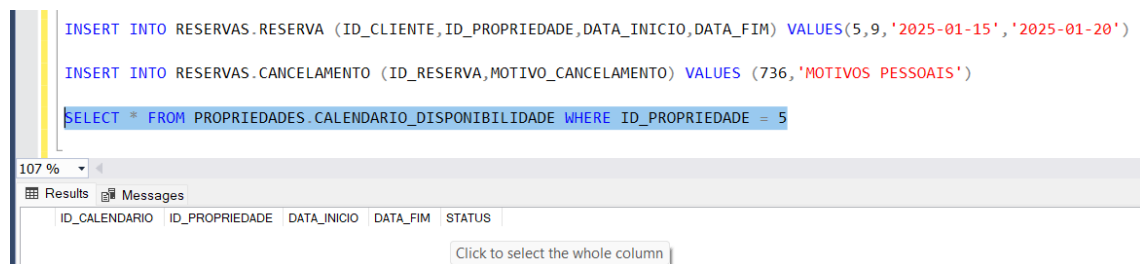 INSERT INTO RESERVAS.RESERVA (ID_CLIENTE,ID_PROPRIEDADE,DATA_INICIO,DATA_FIM) VALUES(5,9,'2025-01-15','2025-01-20')
INSERT INTO RESERVAS.CANCELAMENTO (ID_RESERVA,MOTIVO_CANCELAMENTO) VALUES (736,'MOTIVOS PESSOAIS')
SELECT * FROM PROPRIEDADES.CALENDARIO_DISPONIBILIDADE WHERE ID_PROPRIEDADE = 5
107 %
Results Messages
ID_CALENDARIO ID_PROPRIEDADE DATA_INICIO DATA_FIM STATUS
Click to select the whole column